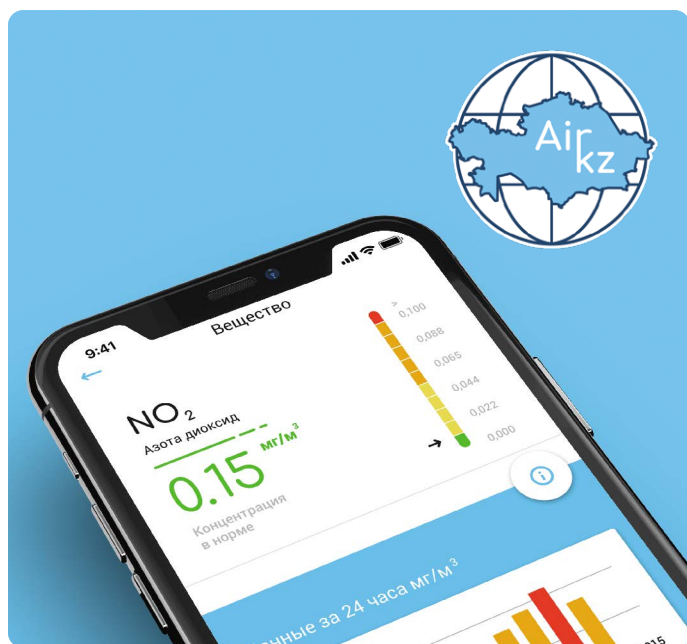 Air
kz
9:41
Вещество
NO₂
Азота диоксид
0.15 мг/м³
Концентрация
в норме
>
0,100
0,088
0,065
0,044
0,022
0,000
за 24 часа мг/м³